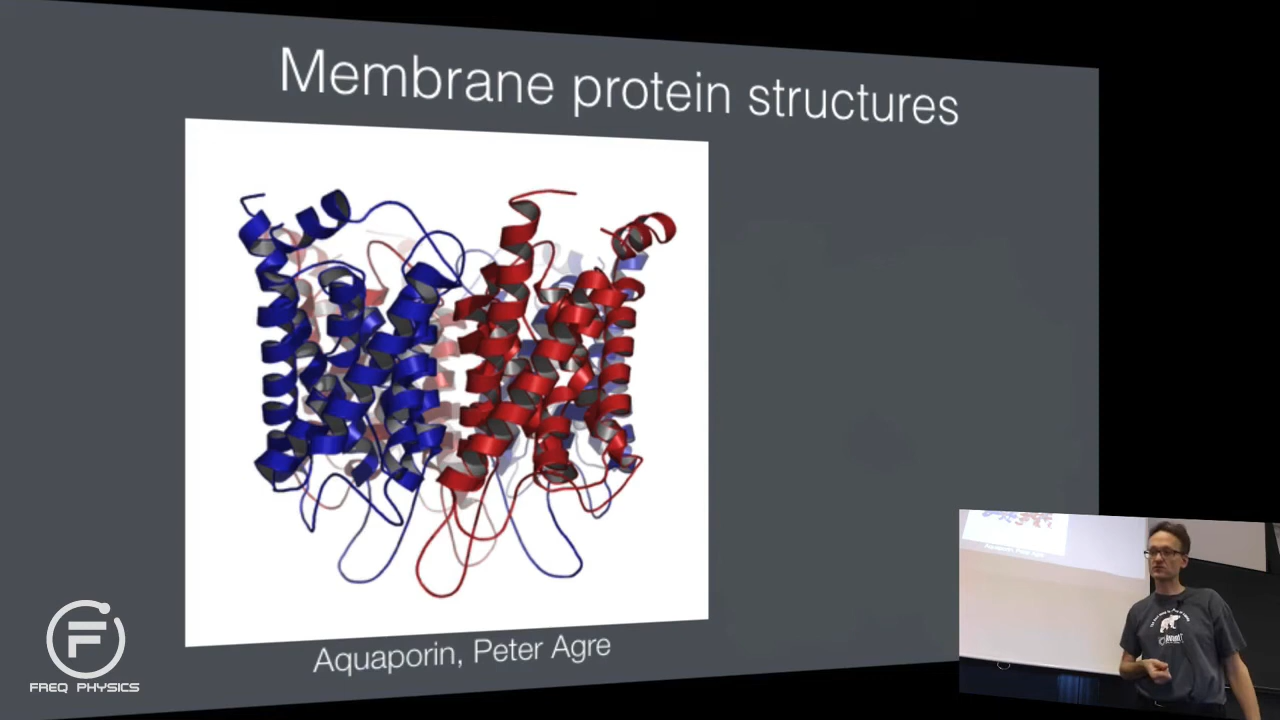 Membrane protein structures
Aquaporin, Peter Agre
FREQ PHYSICS